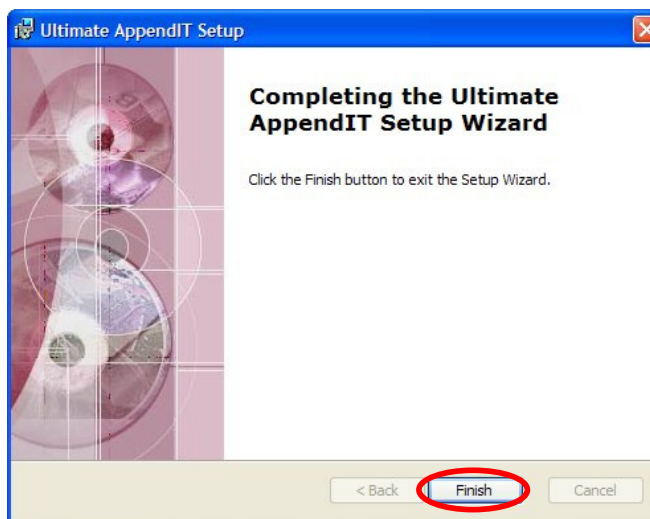 Ultimate AppendIT Setup
Completing the Ultimate
AppendIT Setup Wizard
Click the Finish button to exit the Setup Wizard.
< Back Finish Cancel